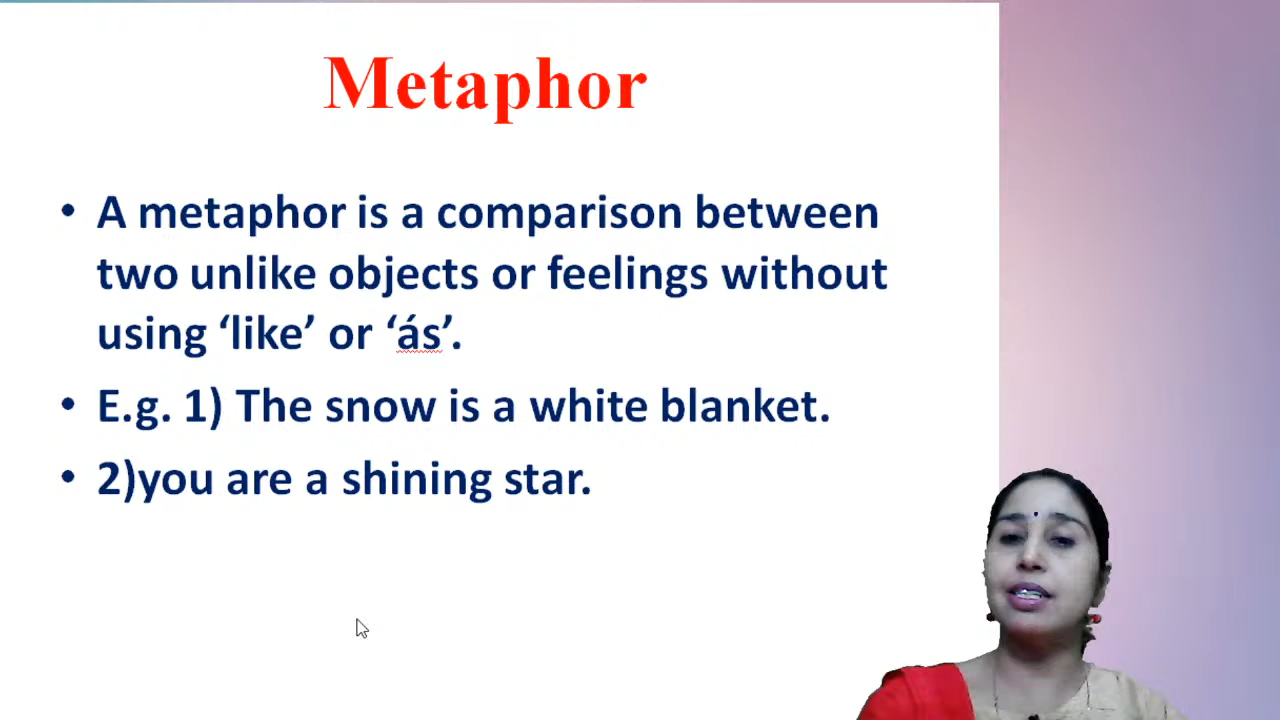 Metaphor
• A metaphor is a comparison between
two unlike objects or feelings without
using ‘like’ or ‘ás’.
• E.g. 1) The snow is a white blanket.
• 2)you are a shining star.